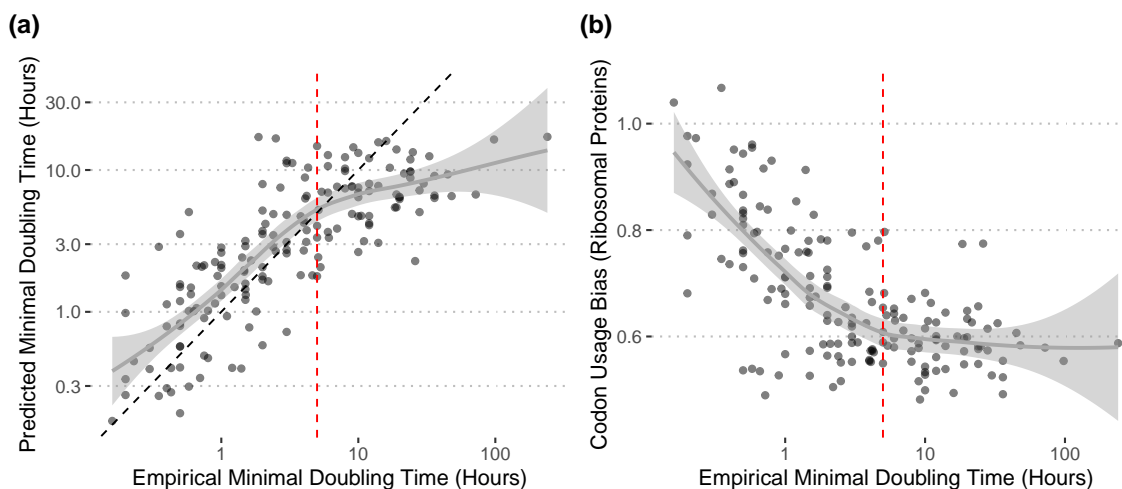 (a)
Predicted Minimal Doubling Time (Hours)
30.0
10.0
3.0
1.0
0.3
1
10
100
Empirical Minimal Doubling Time (Hours)
(b)
Codon Usage Bias (Ribosomal Proteins)
1.0
0.8
0.6
1
10
100
Empirical Minimal Doubling Time (Hours)